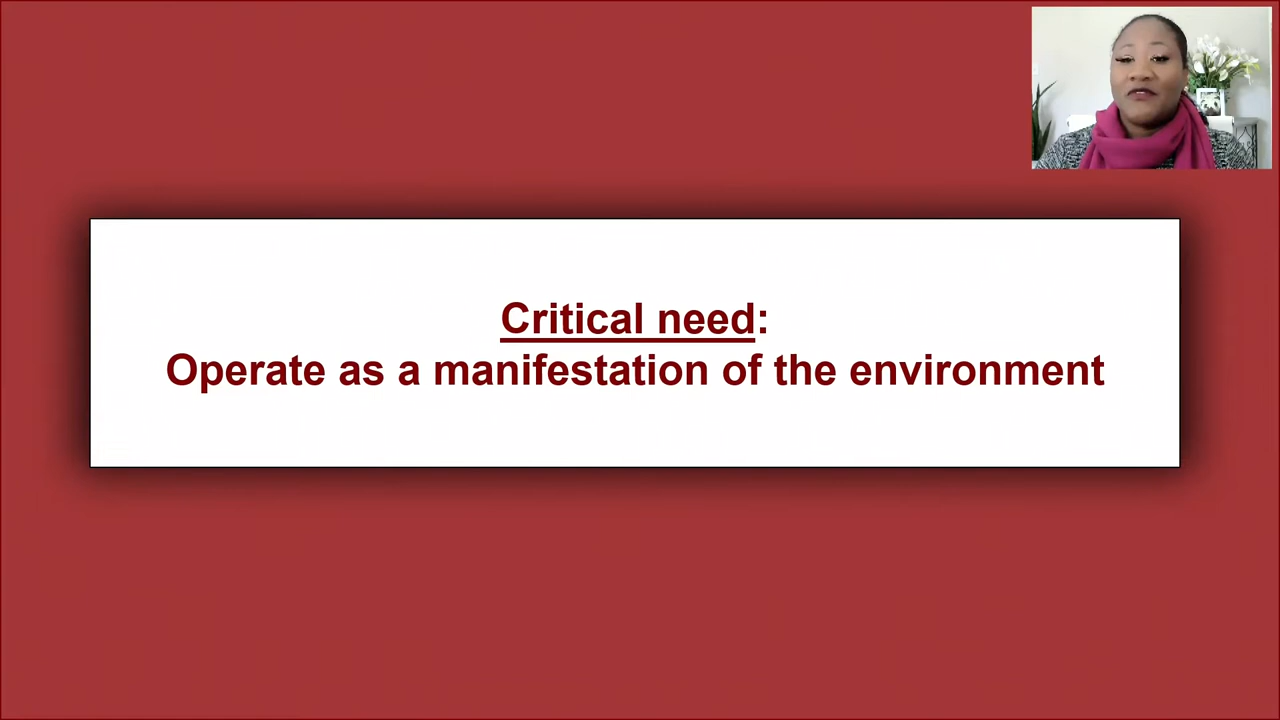 Critical need:
Operate as a manifestation of the environment